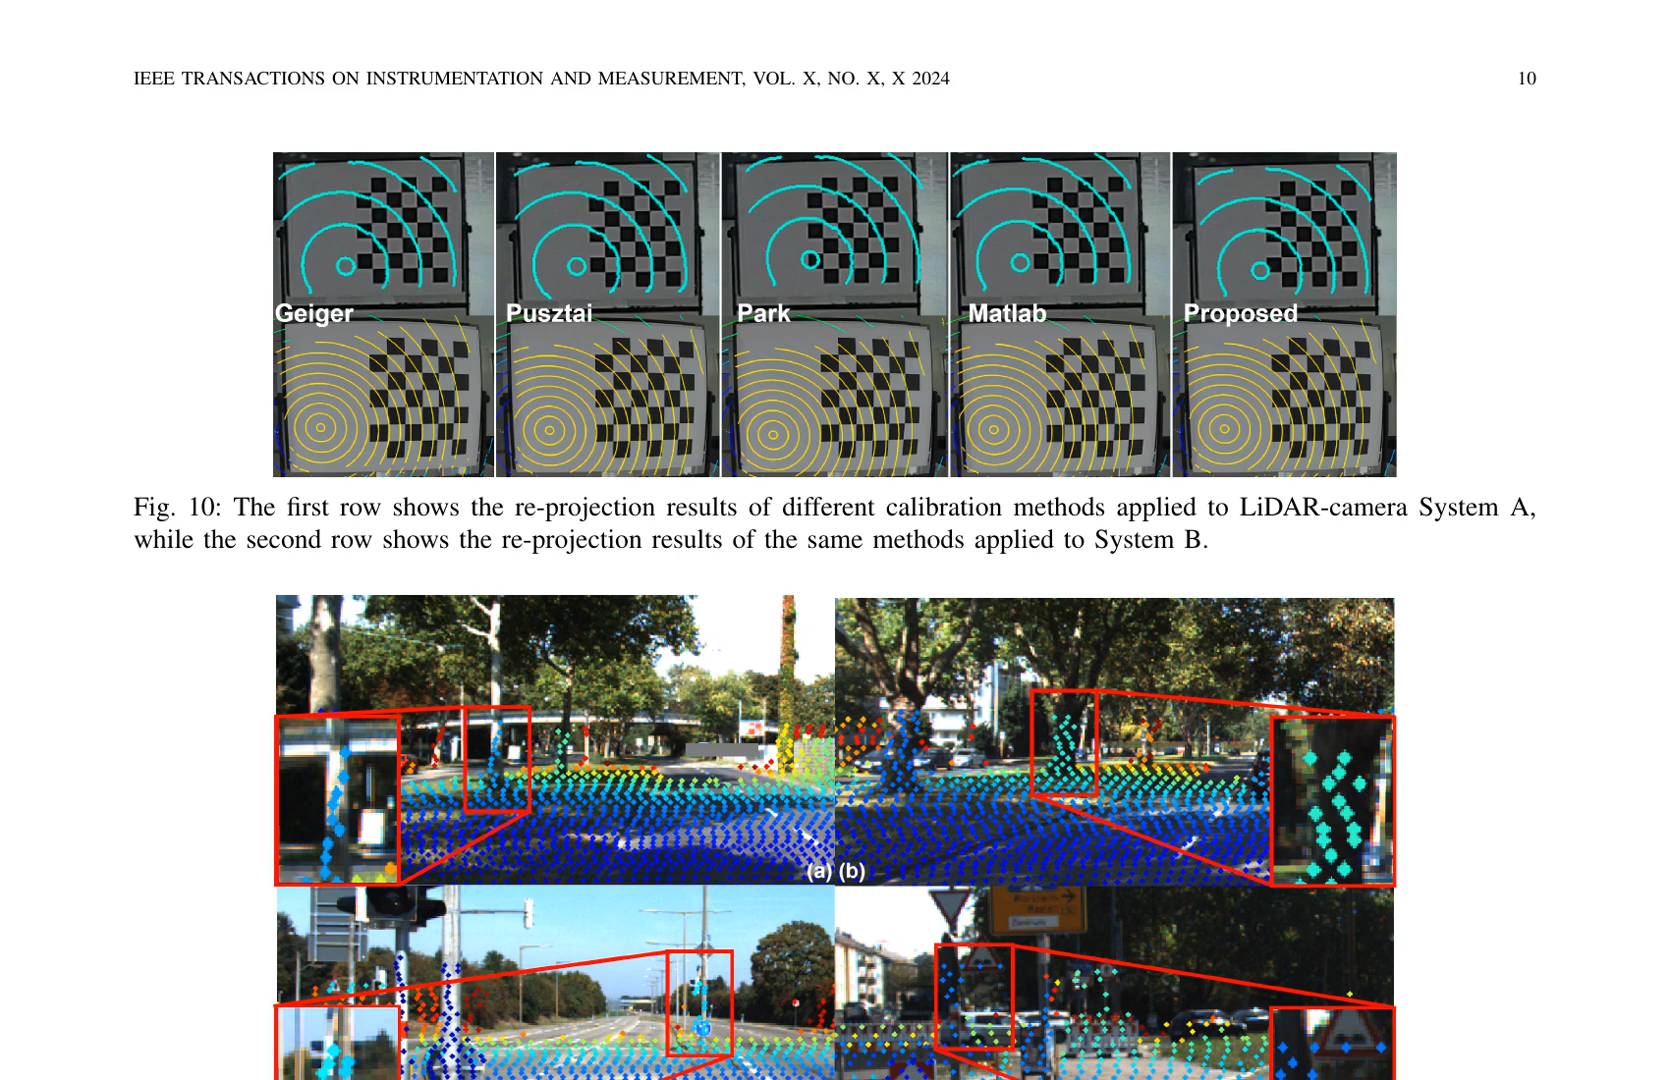 IEEE TRANSACTIONS ON INSTRUMENTATION AND MEASUREMENT, VOL. X, NO. X, X 2024
10
Geiger
Pusztai
Park
Matlab
Proposed
Fig. 10: The first row shows the re-projection results of different calibration methods applied to LiDAR-camera System A,
while the second row shows the re-projection results of the same methods applied to System B.
(a) (b)